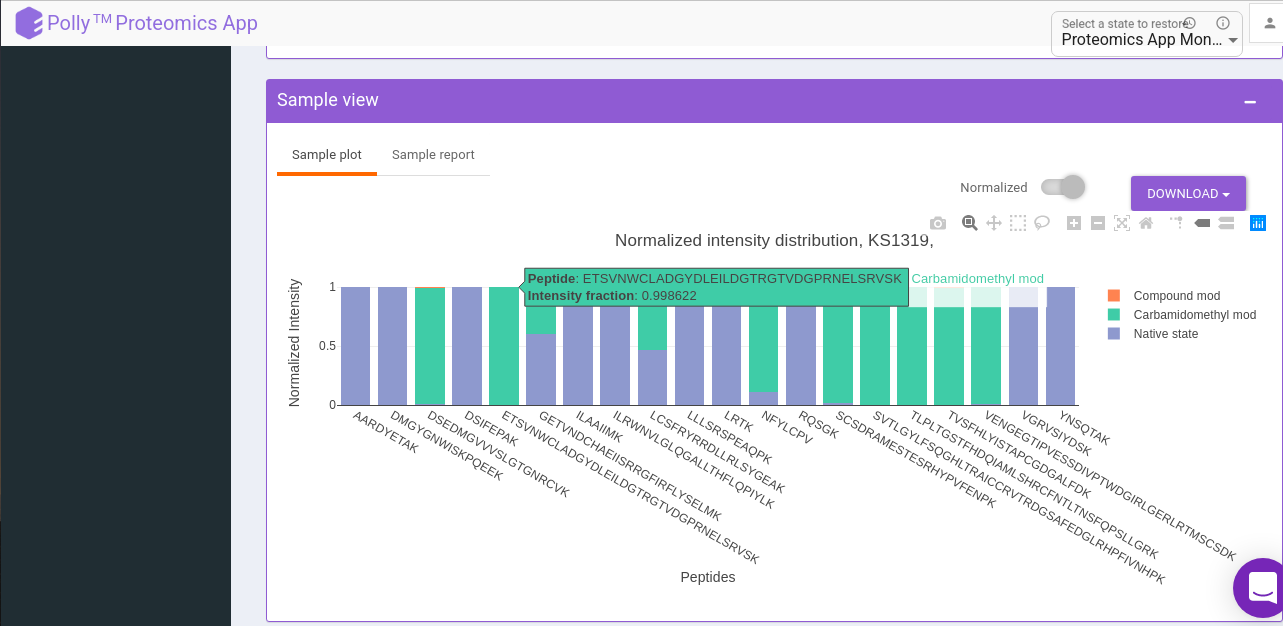 Polly™ Proteomics App
Select a state to restore
Proteomics App Mon...
Sample view
Sample plot
Sample report
Normalized
DOWNLOAD
Normalized intensity distribution, KS1319,
Peptide: ETSVNWCLADGYDLEILDGTRGTVDGPRNELSRVSK
Intensity fraction: 0.998622
Carbamidomethyl mod
Normalized Intensity
1
0.5
0
Compound mod
Carbamidomethyl mod
Native state
AARDYETAK
DMGYGNWISKPQEEK
DSEDMGVVVSLGTGNRCVK
DSIFEPAK
ETSVNWCLADGYDLEILDGTRGTVDGPRNELSRVSK
GETVNDCHAEIISRRGFIRFLYSELMK
ILAAIIMK
ILRWNVLGLQGALLTHFLQPIYLK
LCSFRYRRDLLRLSYGEAK
LLLSRSPEAQPK
LRTK
NFYLCPV
RQSGK
SCSDRAMESTESRHYPVFENPK
SVTLGYLFSQGHLTRAICCRVTRDGSAFEDGLRHPFIVNHPK
TLPLTGSTFHDQIAMLSHRCFNTLTNSFQPSLLGRK
TVSFHLYISTAPCGDGALFDK
VENGEGTIPVESSDIVPTWDGIRLGERLRTMSCSDK
VGRVSIYDSK
YNSQTAK
Peptides